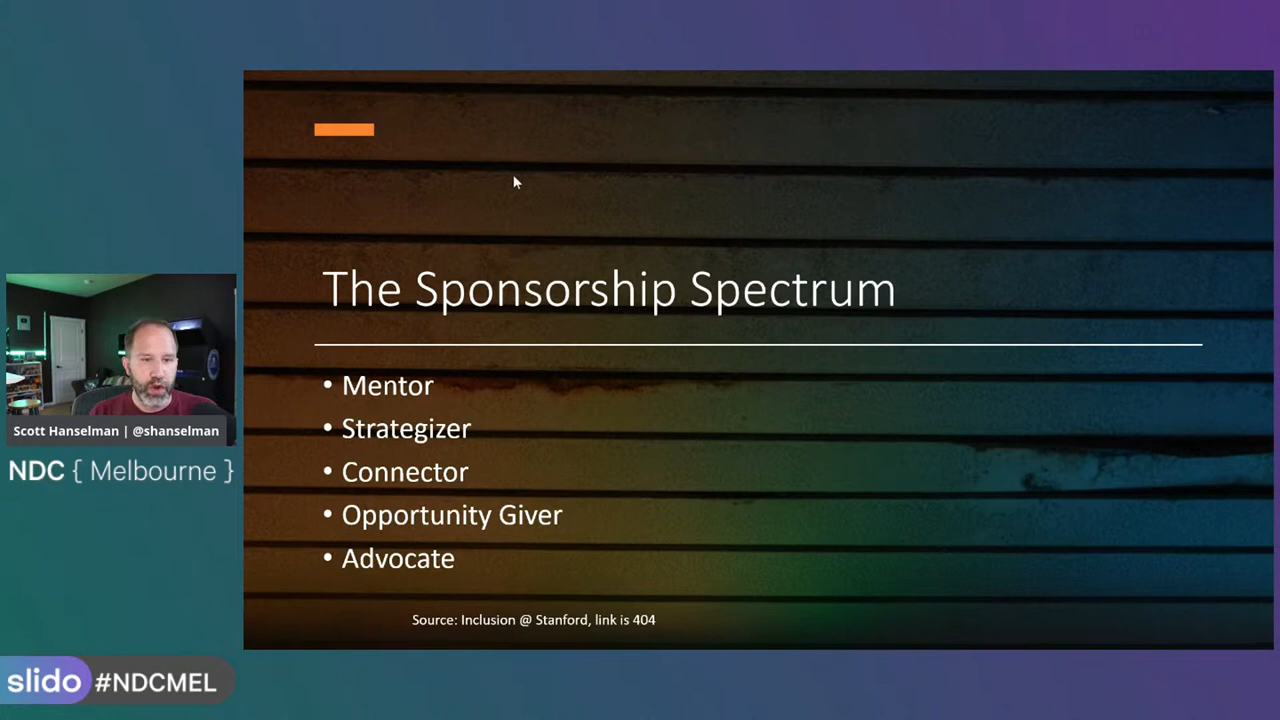 The Sponsorship Spectrum
• Mentor
• Strategizer
• Connector
• Opportunity Giver
• Advocate
Source: Inclusion @ Stanford, link is 404
Scott Hanselman | @shanselman
NDC { Melbourne }
slido #NDCMEL